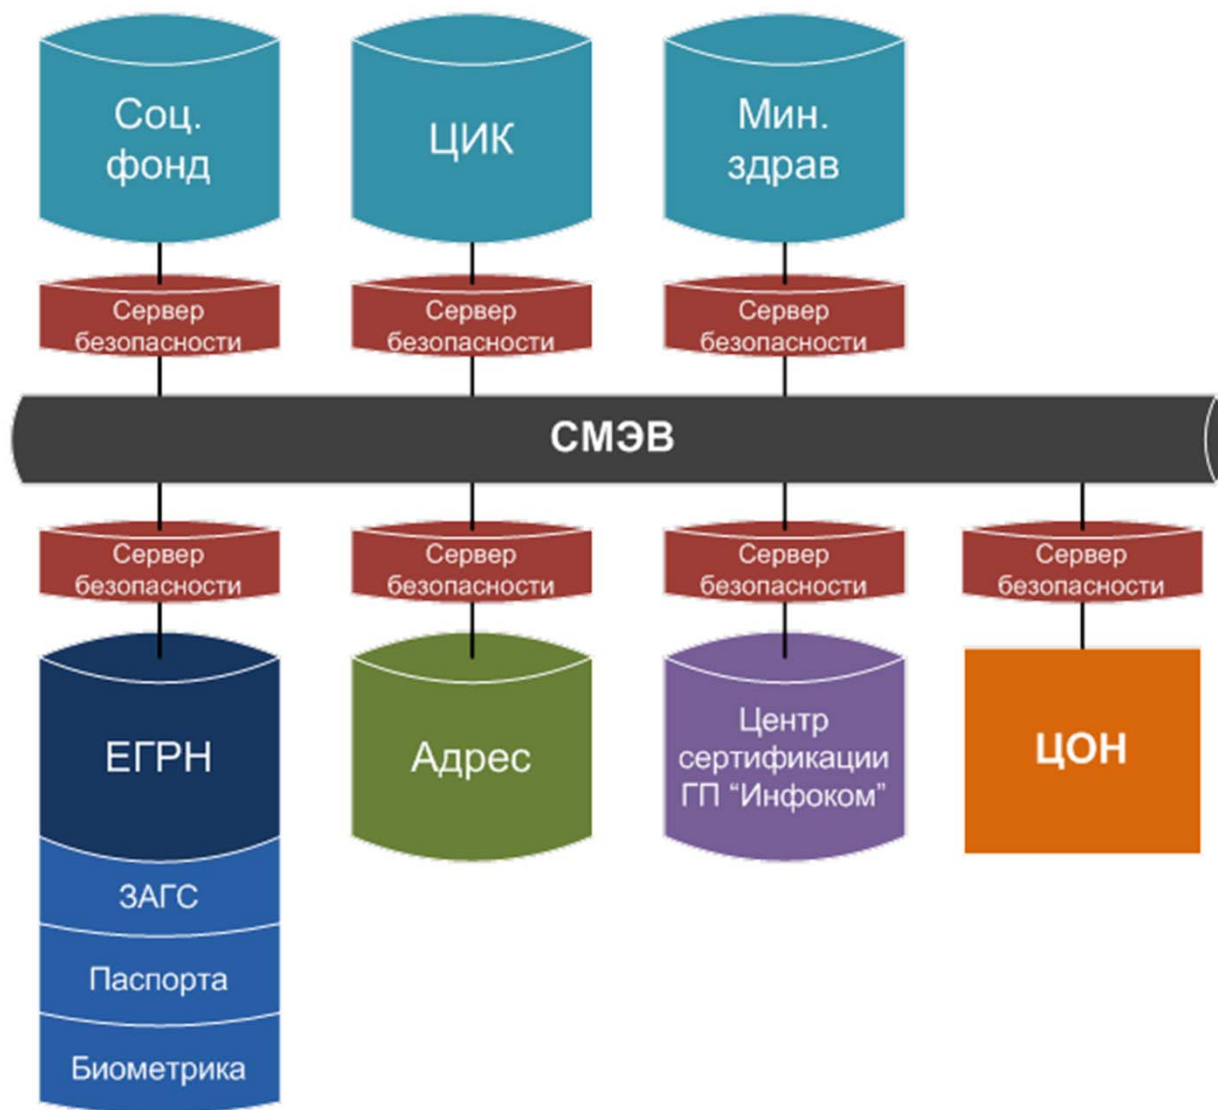 Соц.
фонд
ЦИК
Мин.
здрав
Сервер
безопасности
Сервер
безопасности
Сервер
безопасности
СМЭВ
Сервер
безопасности
Сервер
безопасности
Сервер
безопасности
Сервер
безопасности
ЕГРН
Адрес
Центр
сертификации
ГП “Инфоком”
ЦОН
ЗАГС
Паспорта
Биометрика